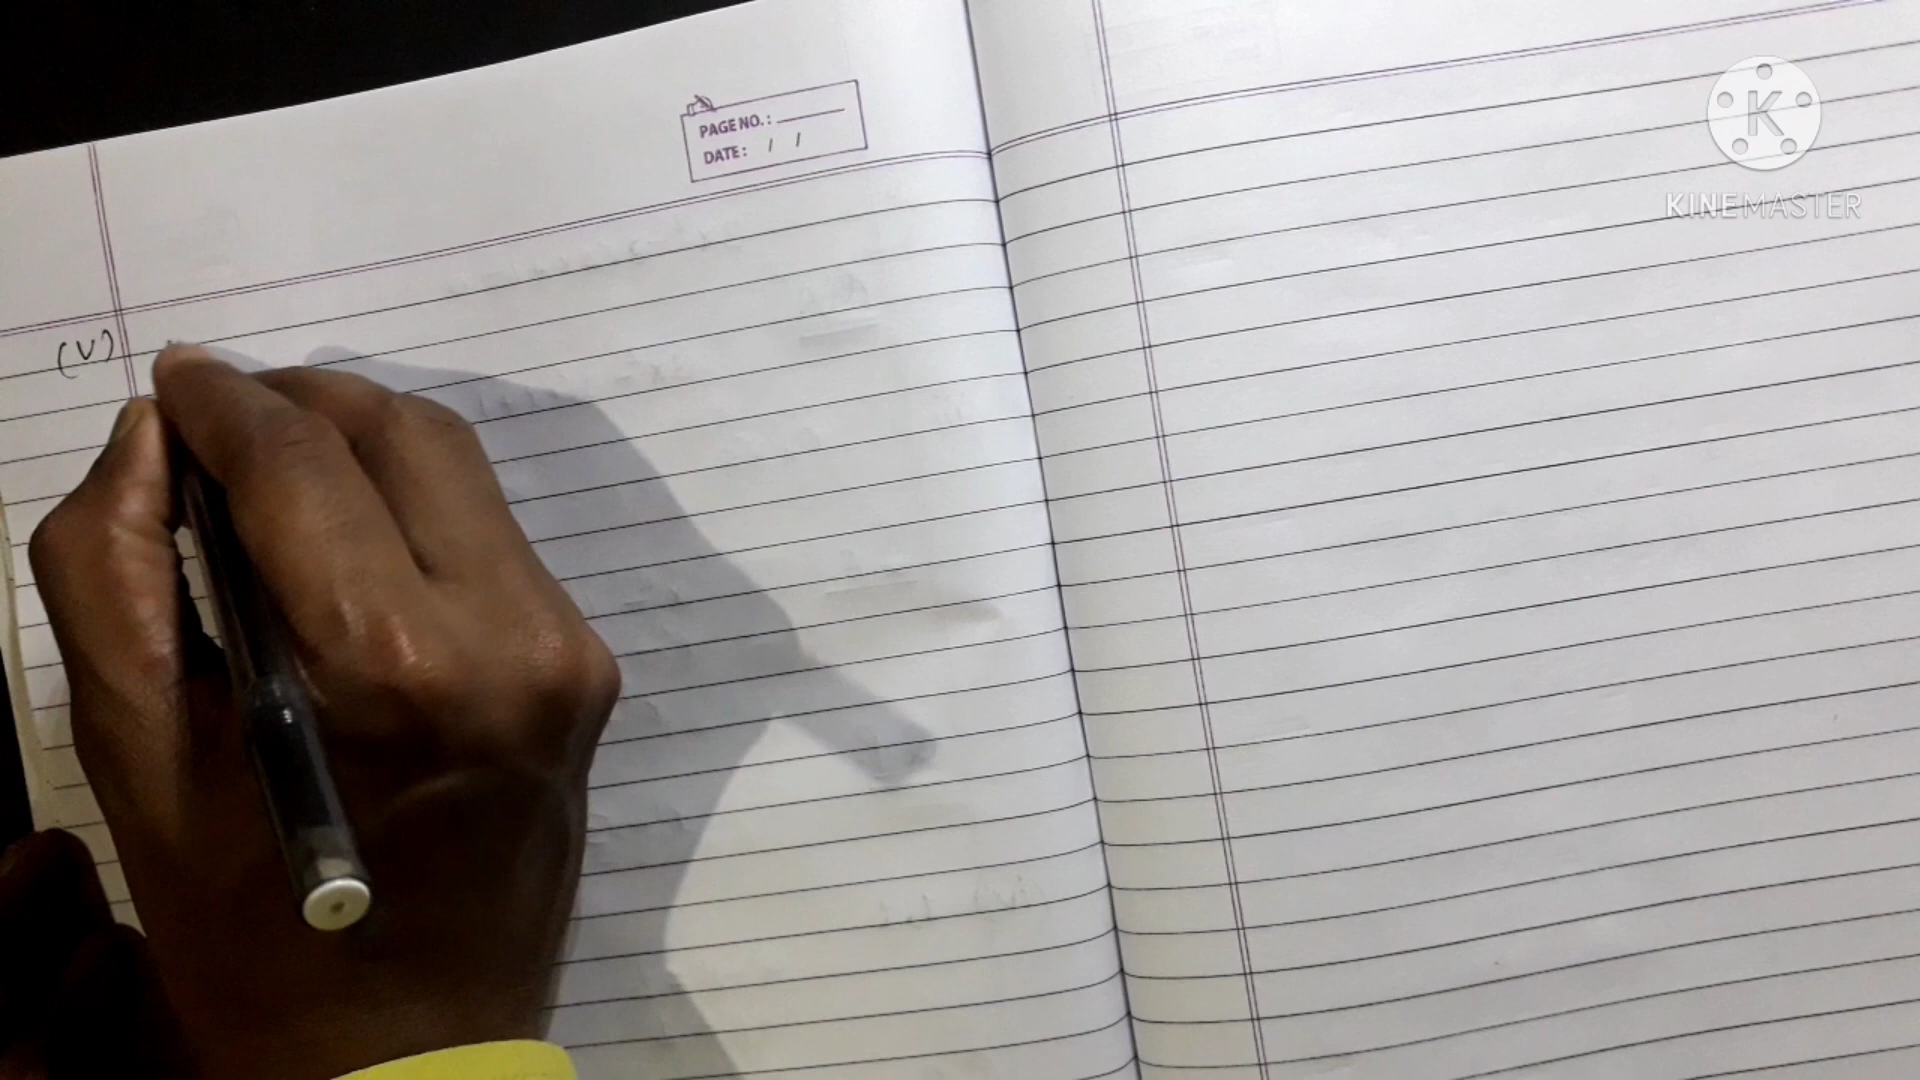 PAGE NO.:
DATE: / /
(v)
KINEMASTER